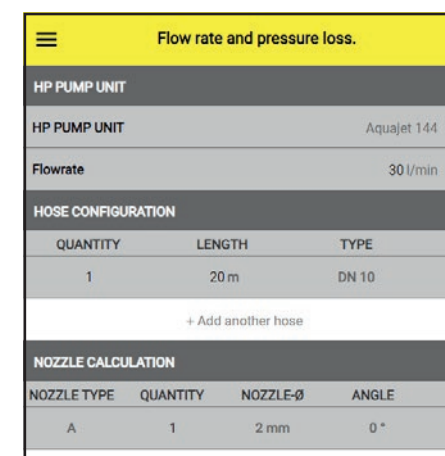 Flow rate and pressure loss.
HP PUMP UNIT
HP PUMP UNIT Aquajet 144
Flowrate 30 l/min
HOSE CONFIGURATION
QUANTITY LENGTH TYPE
1 20 m DN 10
+ Add another hose
NOZZLE CALCULATION
NOZZLE TYPE QUANTITY NOZZLE-Ø ANGLE
A 1 2 mm 0 °